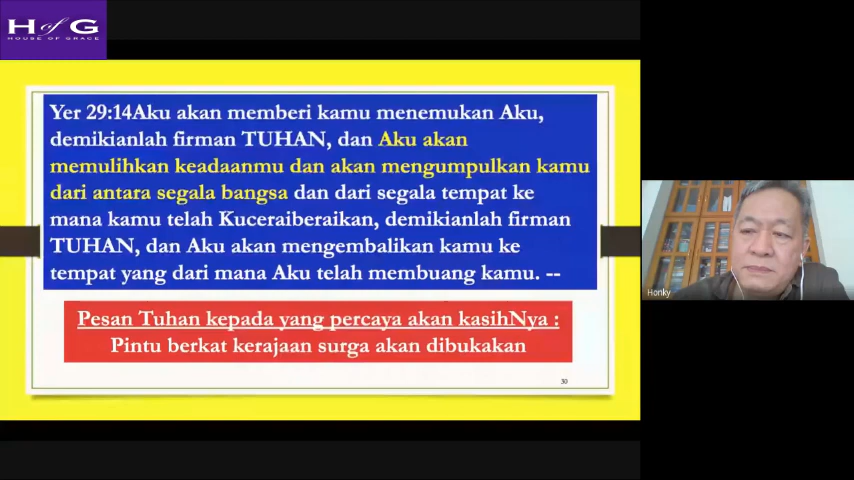 H of G
HOUSE OF GRACE
Yer 29:14Aku akan memberi kamu menemukan Aku,
demikianlah firman TUHAN, dan Aku akan
memulihkan keadaanmu dan akan mengumpulkan kamu
dari antara segala bangsa dan dari segala tempat ke
mana kamu telah Kuceraiberaikan, demikianlah firman
TUHAN, dan Aku akan mengembalikan kamu ke
tempat yang dari mana Aku telah membuang kamu. --
Pesan Tuhan kepada yang percaya akan kasihNya :
Pintu berkat kerajaan surga akan dibukakan
30
Honky